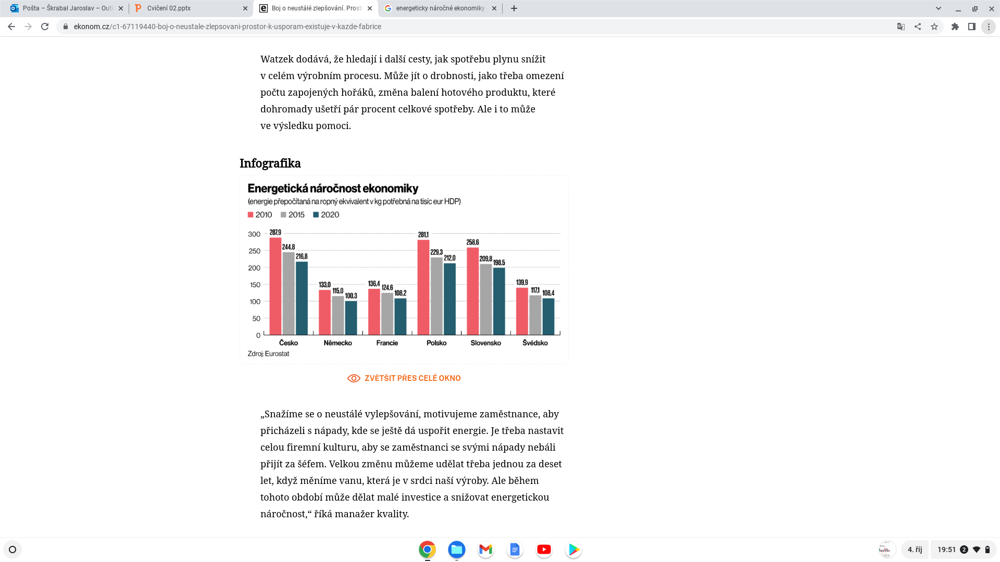 Pošta – Škrabal Jaroslav – Outl
Cvičení 02.pptx
Boj o neustálé zlepšování. Prost
energeticky náročné ekonomiky
ekonom.cz/c1-67119440-boj-o-neustale-zlepsovani-prostor-k-usporam-existuje-v-kazde-fabrice
Watzek dodává, že hledají i další cesty, jak spotřebu plynu snížit
v celém výrobním procesu. Může jít o drobnosti, jako třeba omezení
počtu zapojených hořáků, změna balení hotového produktu, které
dohromady ušetří pár procent celkové spotřeby. Ale i to může
ve výsledku pomoci.
Infografika
Energetická náročnost ekonomiky
(energie přepočítaná na ropný ekvivalent v kg potřebná na tisíc eur HDP)
2010 2015 2020
300
250
200
150
100
50
0
287,9 244,8 216,8
133,0 115,0 100,3
136,4 124,6 108,2
281,1 229,3 212,0
258,6 209,8 198,5
139,9 117,1 108,4
Česko Německo Francie Polsko Slovensko Švédsko
Zdroj: Eurostat
ZVĚTŠIT PŘES CELÉ OKNO
„Snažíme se o neustálé vylepšování, motivujeme zaměstnance, aby
přicházeli s nápady, kde se ještě dá uspořit energie. Je třeba nastavit
celou firemní kulturu, aby se zaměstnanci se svými nápady nebáli
přijít za šéfem. Velkou změnu můžeme udělat třeba jednou za deset
let, když měníme vanu, která je v srdci naší výroby. Ale během
tohoto období může dělat malé investice a snižovat energetickou
náročnost,“ říká manažer kvality.
4. říj
19:51 2